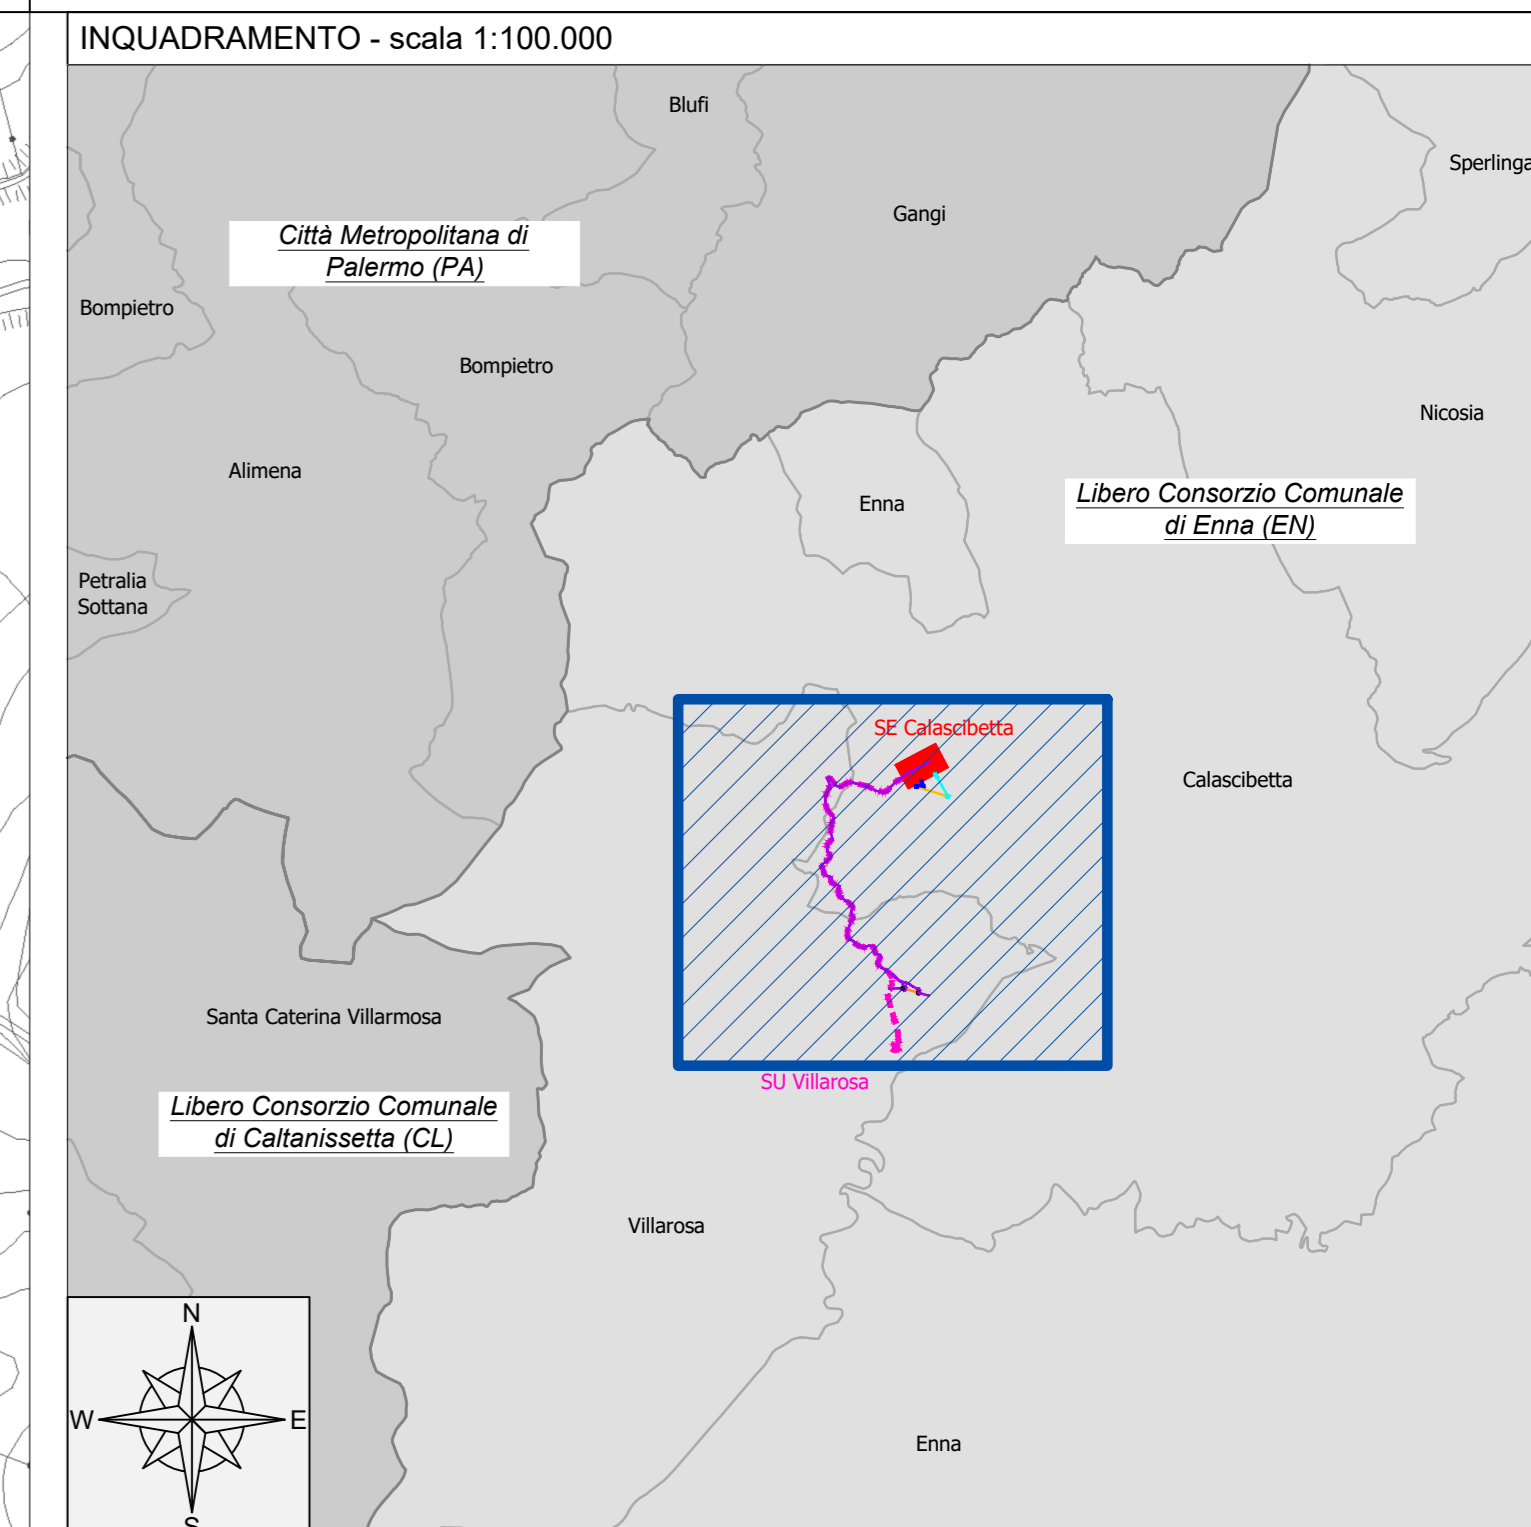 INQUADRAMENTO - scala 1:100.000
Blufi
Sperlinga
Gangi
Città Metropolitana di
Palermo (PA)
Bompietro
Bompietro
Nicosia
Alimena
Enna
Libero Consorzio Comunale
di Enna (EN)
Petralia
Sottana
SE Calascibetta
Calascibetta
Santa Caterina Villarmosa
SU Villarosa
Libero Consorzio Comunale
di Caltanissetta (CL)
Villarosa
N
W
E
Enna
S